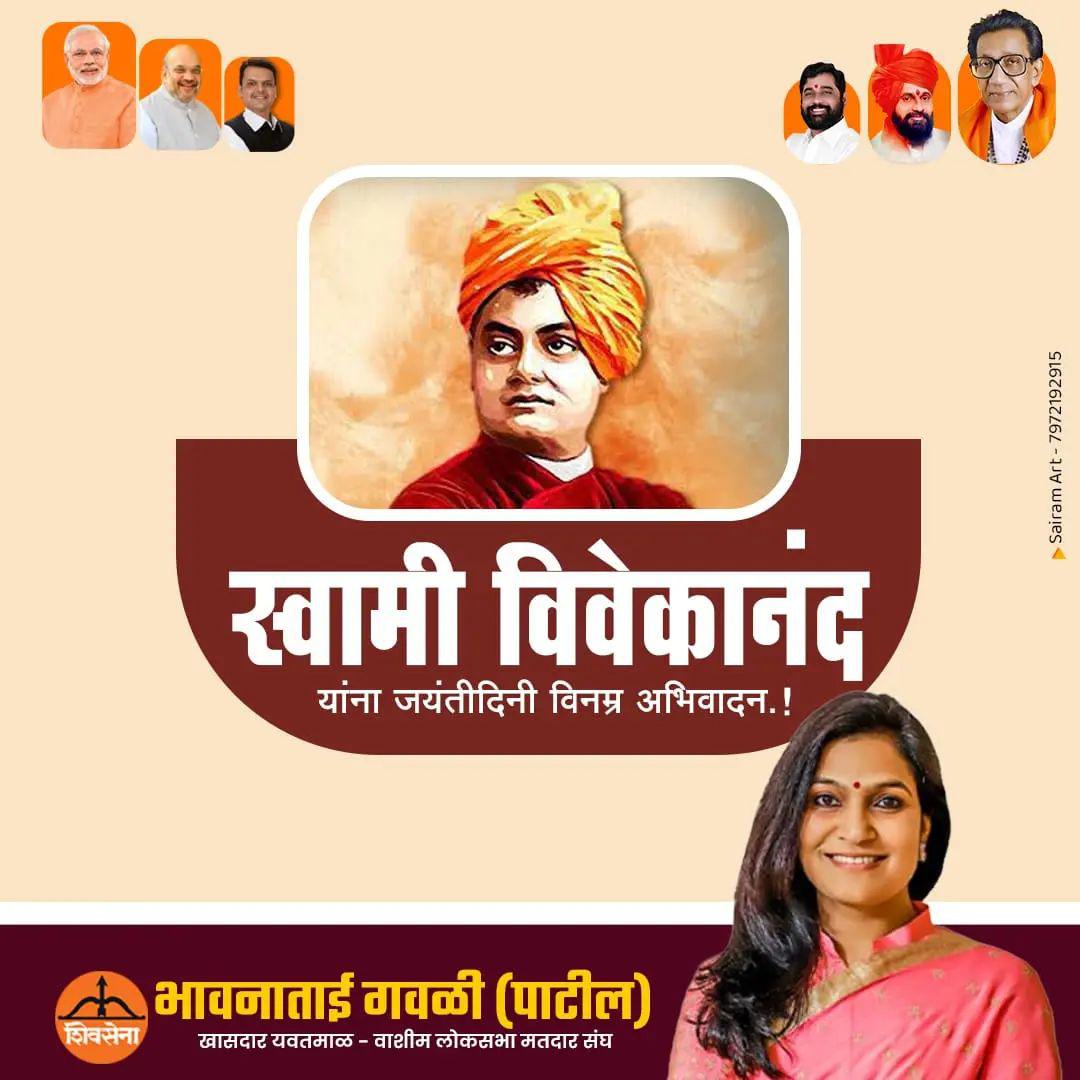 स्वामी विवेकानंद
यांना जयंतीदिनी विनम्र अभिवादन.!
Sairam Art - 7972192915
शिवसेना
भावनाताई गवळी (पाटील)
खासदार यवतमाळ - वाशीम लोकसभा मतदार संघ